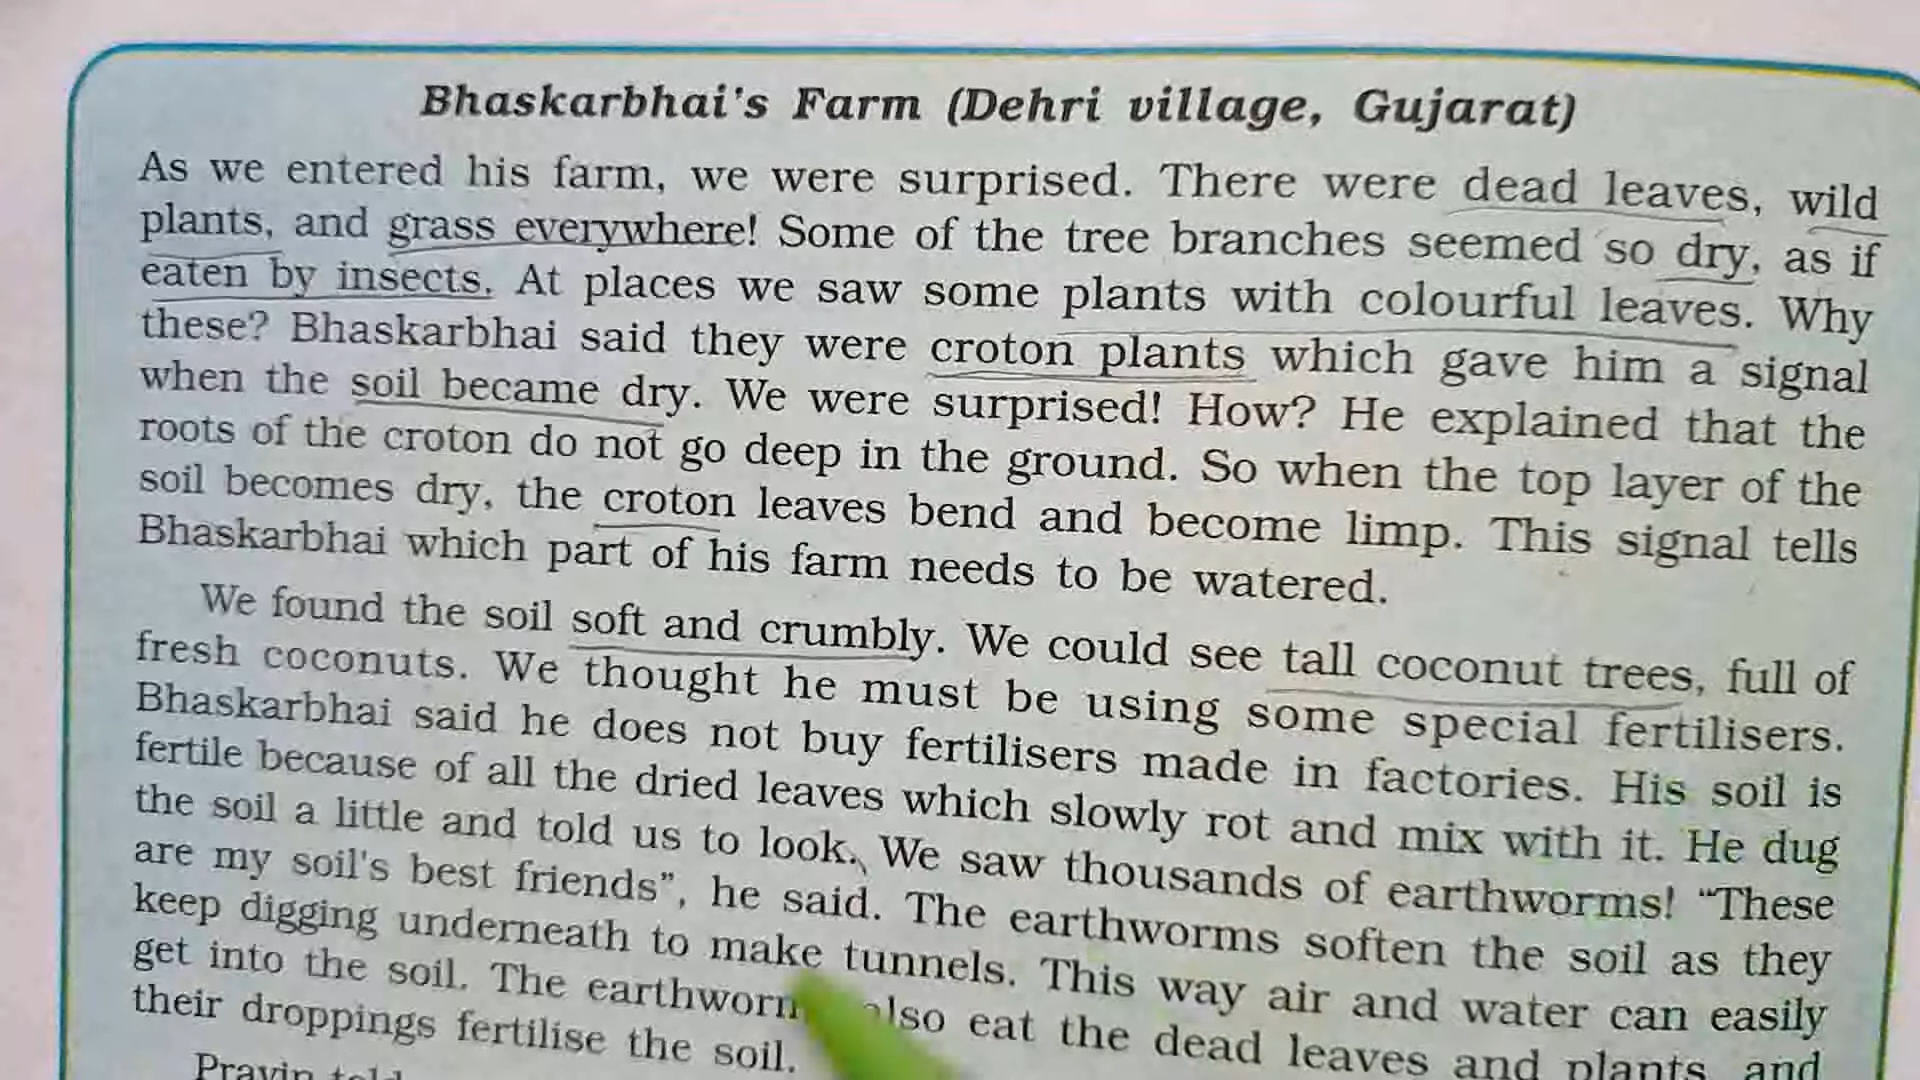 Bhaskarbhai's Farm (Dehri village, Gujarat)
As we entered his farm, we were surprised. There were dead leaves, wild
plants, and grass everywhere! Some of the tree branches seemed so dry, as if
eaten by insects. At places we saw some plants with colourful leaves. Why
these? Bhaskarbhai said they were croton plants which gave him a signal
when the soil became dry. We were surprised! How? He explained that the
roots of the croton do not go deep in the ground. So when the top layer of the
soil becomes dry, the croton leaves bend and become limp. This signal tells
Bhaskarbhai which part of his farm needs to be watered.
We found the soil soft and crumbly. We could see tall coconut trees, full of
fresh coconuts. We thought he must be using some special fertilisers.
Bhaskarbhai said he does not buy fertilisers made in factories. His soil is
fertile because of all the dried leaves which slowly rot and mix with it. He dug
the soil a little and told us to look. We saw thousands of earthworms! “These
are my soil's best friends”, he said. The earthworms soften the soil as they
keep digging underneath to make tunnels. This way air and water can easily
get into the soil. The also eat the dead leaves and plants, and
their droppings fertilise the soil.
Pravin told